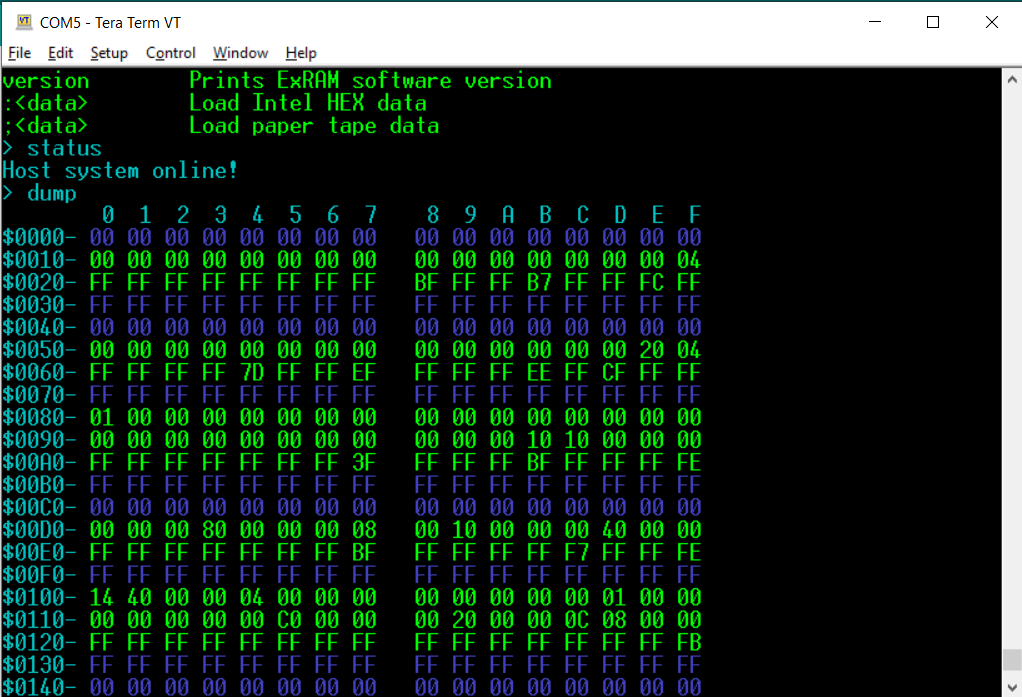 COM5 - Tera Term VT
File Edit Setup Control Window Help
version Prints ExRAM software version
:<data> Load Intel HEX data
;<data> Load paper tape data
> status
Host system online!
> dump
0 1 2 3 4 5 6 7 8 9 A B C D E F
$0000- 00 00 00 00 00 00 00 00 00 00 00 00 00 00 00 00
$0010- 00 00 00 00 00 00 00 00 00 00 00 00 00 00 00 04
$0020- FF FF FF FF FF FF FF FF BF FF FF B7 FF FF FC FF
$0030- FF FF FF FF FF FF FF FF FF FF FF FF FF FF FF FF
$0040- 00 00 00 00 00 00 00 00 00 00 00 00 00 00 00 00
$0050- 00 00 00 00 00 00 00 00 00 00 00 00 00 00 20 04
$0060- FF FF FF FF 7D FF FF EF FF FF FF EE FF CF FF FF
$0070- FF FF FF FF FF FF FF FF FF FF FF FF FF FF FF FF
$0080- 01 00 00 00 00 00 00 00 00 00 00 00 00 00 00 00
$0090- 00 00 00 00 00 00 00 00 00 00 00 10 10 00 00 00
$00A0- FF FF FF FF FF FF FF 3F FF FF FF BF FF FF FF FE
$00B0- FF FF FF FF FF FF FF FF FF FF FF FF FF FF FF FF
$00C0- 00 00 00 00 00 00 00 00 00 00 00 00 00 00 00 00
$00D0- 00 00 00 80 00 00 00 08 00 10 00 00 00 40 00 00
$00E0- FF FF FF FF FF FF FF BF FF FF FF FF F7 FF FF FE
$00F0- FF FF FF FF FF FF FF FF FF FF FF FF FF FF FF FF
$0100- 14 40 00 00 04 00 00 00 00 00 00 00 00 01 00 00
$0110- 00 00 00 00 00 C0 00 00 00 20 00 00 0C 08 00 00
$0120- FF FF FF FF FF FF FF FF FF FF FF FF FF FF FF FB
$0130- FF FF FF FF FF FF FF FF FF FF FF FF FF FF FF FF
$0140- 00 00 00 00 00 00 00 00 00 00 00 00 00 00 00 00